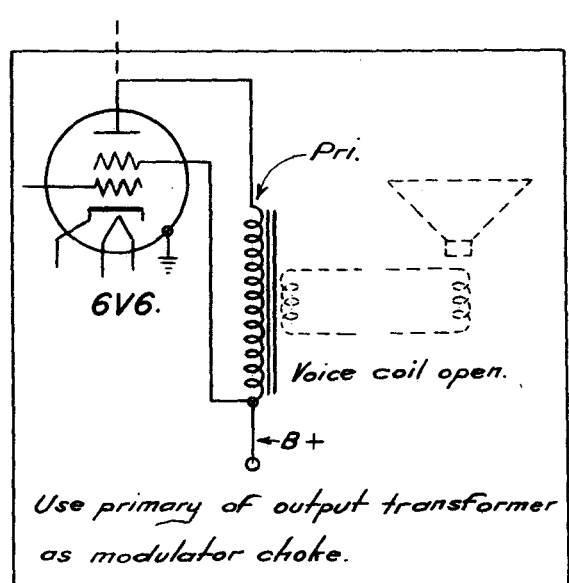 Pri.
6V6.
Voice coil open.
B+
Use primary of output transformer
as modulator choke.